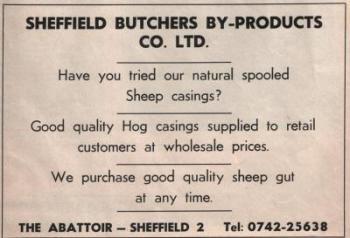 SHEFFIELD BUTCHERS BY-PRODUCTS
CO. LTD.
Have you tried our natural spooled
Sheep casings?
Good quality Hog casings supplied to retail
customers at wholesale prices.
We purchase good quality sheep gut
at any time.
THE ABATTOIR – SHEFFIELD 2 Tel: 0742-25638